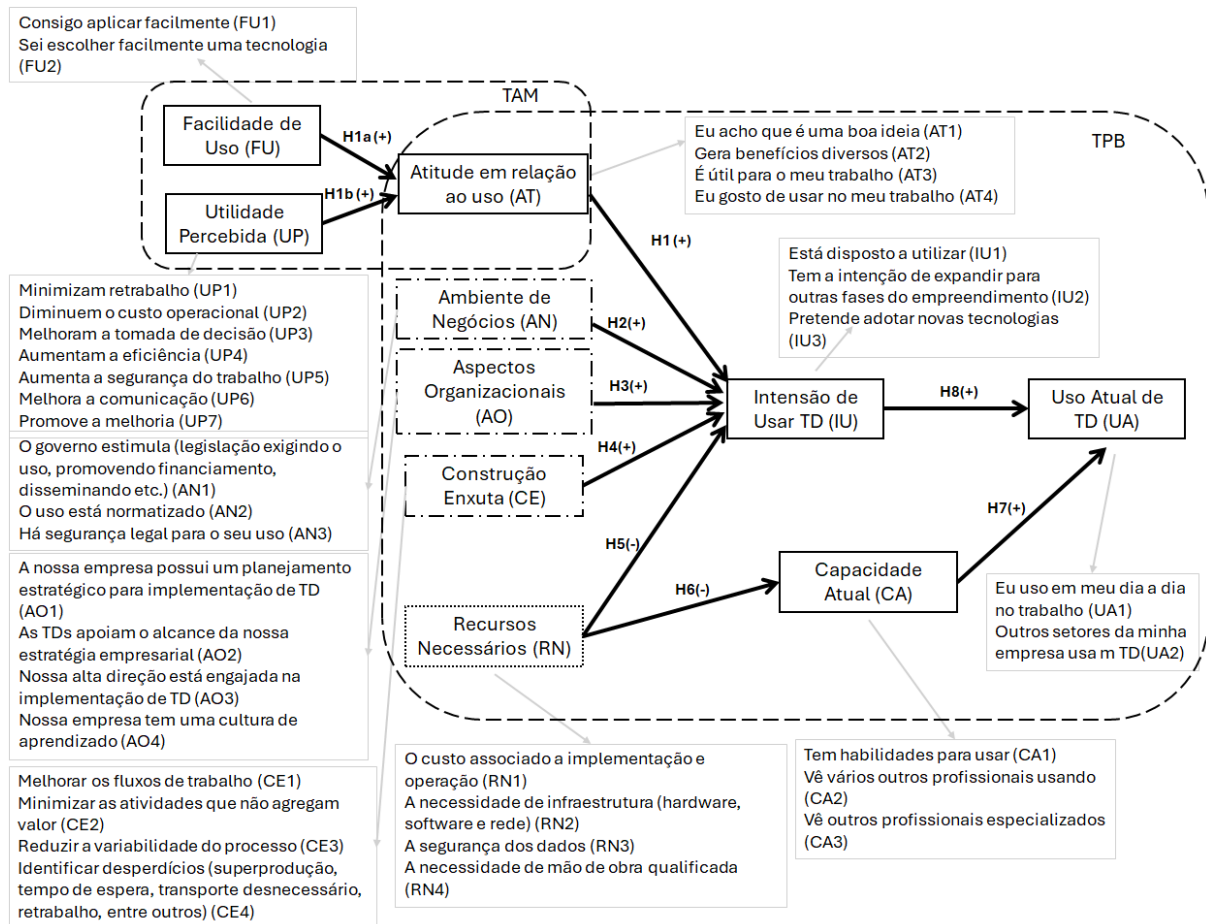 Consigo aplicar facilmente (FU1)
Sei escolher facilmente uma tecnologia
(FU2)
TAM
Facilidade de
Uso (FU)
H1a(+)
Utilidade
Percebida (UP)
H1b(+)
Atitude em relação
ao uso (AT)
Eu acho que é uma boa ideia (AT1)
Gera benefícios diversos (AT2)
É útil para o meu trabalho (AT3)
Eu gosto de usar no meu trabalho (AT4)
TPB
H1(+)
Está disposto a utilizar (IU1)
Tem a intenção de expandir para
outras fases do empreendimento (IU2)
Pretende adotar novas tecnologias
(IU3)
Minimizam retrabalho (UP1)
Diminuem o custo operacional (UP2)
Melhoram a tomada de decisão (UP3)
Aumentam a eficiência (UP4)
Aumenta a segurança do trabalho (UP5)
Melhora a comunicação (UP6)
Promove a melhoria (UP7)
Ambiente de
Negócios (AN)
H2(+)
Aspectos
Organizacionais
(AO)
H3(+)
Construção
Enxuta (CE)
H4(+)
Intensão de
Usar TD (IU)
H8(+)
Uso Atual de
TD (UA)
O governo estimula (legislação exigindo o
uso, promovendo financiamento,
disseminando etc.) (AN1)
O uso está normatizado (AN2)
Há segurança legal para o seu uso (AN3)
H5(-)
H7(+)
A nossa empresa possui um planejamento
estratégico para implementação de TD
(AO1)
As TDs apoiam o alcance da nossa
estratégia empresarial (AO2)
Nossa alta direção está engajada na
implementação de TD (AO3)
Nossa empresa tem uma cultura de
aprendizado (AO4)
Recursos
Necessários (RN)
H6(-)
Capacidade
Atual (CA)
Eu uso em meu dia a dia
no trabalho (UA1)
Outros setores da minha
empresa usa m TD(UA2)
Melhorar os fluxos de trabalho (CE1)
Minimizar as atividades que não agregam
valor (CE2)
Reduzir a variabilidade do processo (CE3)
Identificar desperdícios (superprodução,
tempo de espera, transporte desnecessário,
retrabalho, entre outros) (CE4)
O custo associado a implementação e
operação (RN1)
A necessidade de infraestrutura (hardware,
software e rede) (RN2)
A segurança dos dados (RN3)
A necessidade de mão de obra qualificada
(RN4)
Tem habilidades para usar (CA1)
Vê vários outros profissionais usando
(CA2)
Vê outros profissionais especializados
(CA3)